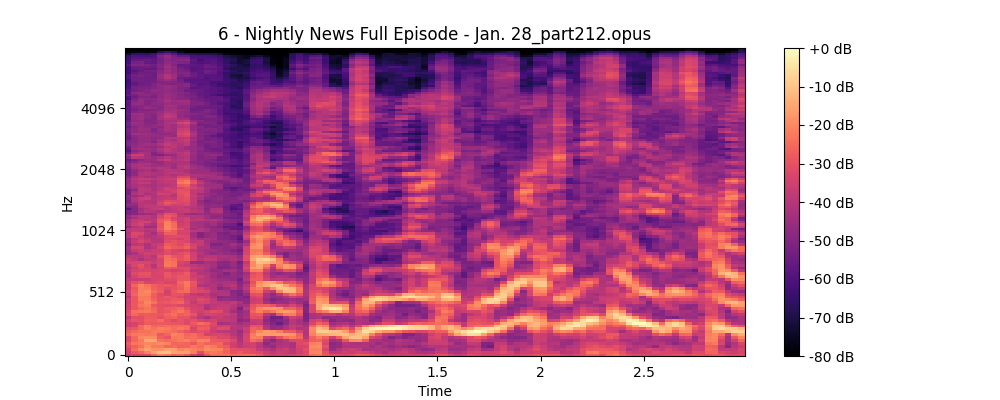 6 - Nightly News Full Episode - Jan. 28_part212.opus
Hz
4096
2048
1024
512
0
0
0.5
1
1.5
2
2.5
Time
+0 dB
-10 dB
-20 dB
-30 dB
-40 dB
-50 dB
-60 dB
-70 dB
-80 dB